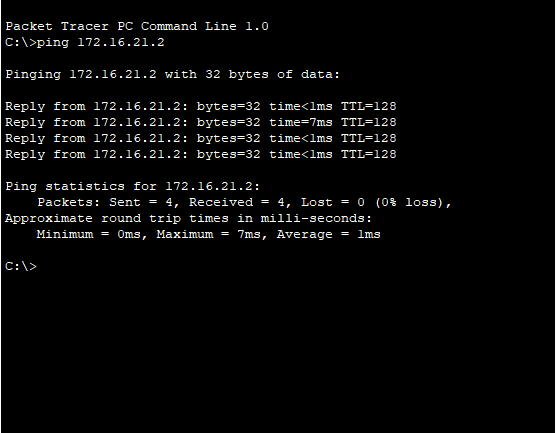 Packet Tracer PC Command Line 1.0
C:\>ping 172.16.21.2
Pinging 172.16.21.2 with 32 bytes of data:
Reply from 172.16.21.2: bytes=32 time<1ms TTL=128
Reply from 172.16.21.2: bytes=32 time=7ms TTL=128
Reply from 172.16.21.2: bytes=32 time<1ms TTL=128
Reply from 172.16.21.2: bytes=32 time<1ms TTL=128
Ping statistics for 172.16.21.2:
Packets: Sent = 4, Received = 4, Lost = 0 (0% loss),
Approximate round trip times in milli-seconds:
Minimum = 0ms, Maximum = 7ms, Average = 1ms
C:\>